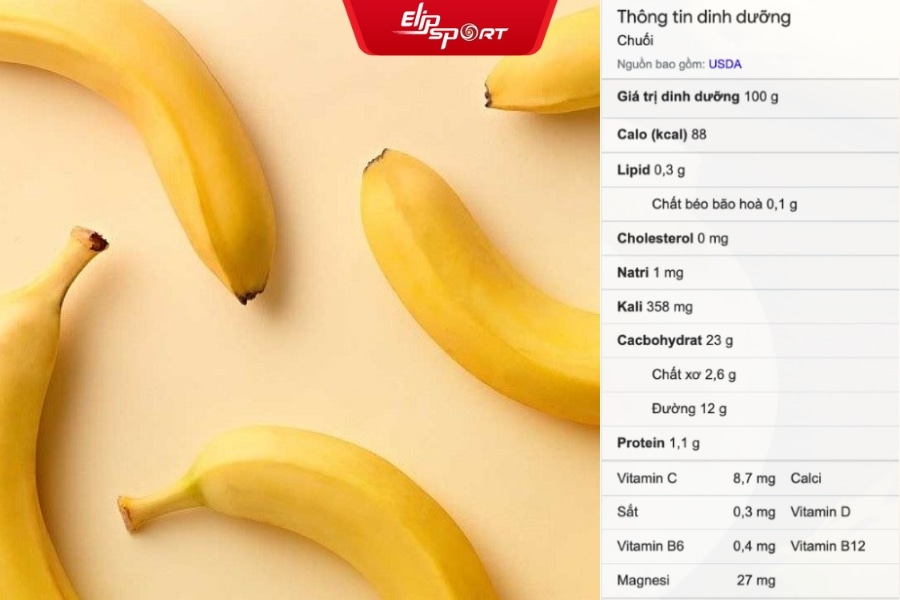 Elip
SPORT
Thông tin dinh dưỡng
Chuối
Nguồn bao gồm: USDA
Giá trị dinh dưỡng 100 g
Calo (kcal) 88
Lipid 0,3 g
Chất béo bão hoà 0,1 g
Cholesterol 0 mg
Natri 1 mg
Kali 358 mg
Cacbohydrat 23 g
Chất xơ 2,6 g
Đường 12 g
Protein 1,1 g
Vitamin C 8,7 mg Calci
Sắt 0,3 mg Vitamin D
Vitamin B6 0,4 mg Vitamin B12
Magnesi 27 mg